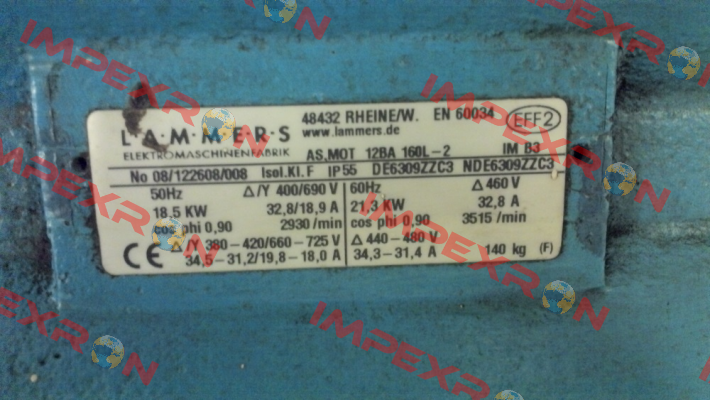 48432 RHEINE/W. EN 60034 EFF2
L·A·M·M·E·R·S www.lammers.de
ELEKTROMASCHINENFABRIK AS,MOT 12BA 160L-2 IM B3
No 08/122608/008 Isol.Kl.F IP55 DE6309ZZC3 NDE6309ZZC3
50Hz △/Y 400/690 V 60Hz △ 460 V
18.5 KW 32,8/18,9 A 21,3 KW 32,8 A
cos phi 0,90 2930 /min cos phi 0,90 3515 /min
CE △/Y 380-420/660-725 V △ 440-480 V
34,5-31,2/19,8-18,0 A 34,3-31,4 A 140 kg (F)
IMPEXRON
IMPEXRON
IMPEXRON
IMPEXRON
IMPEXRON
IMPEXRON